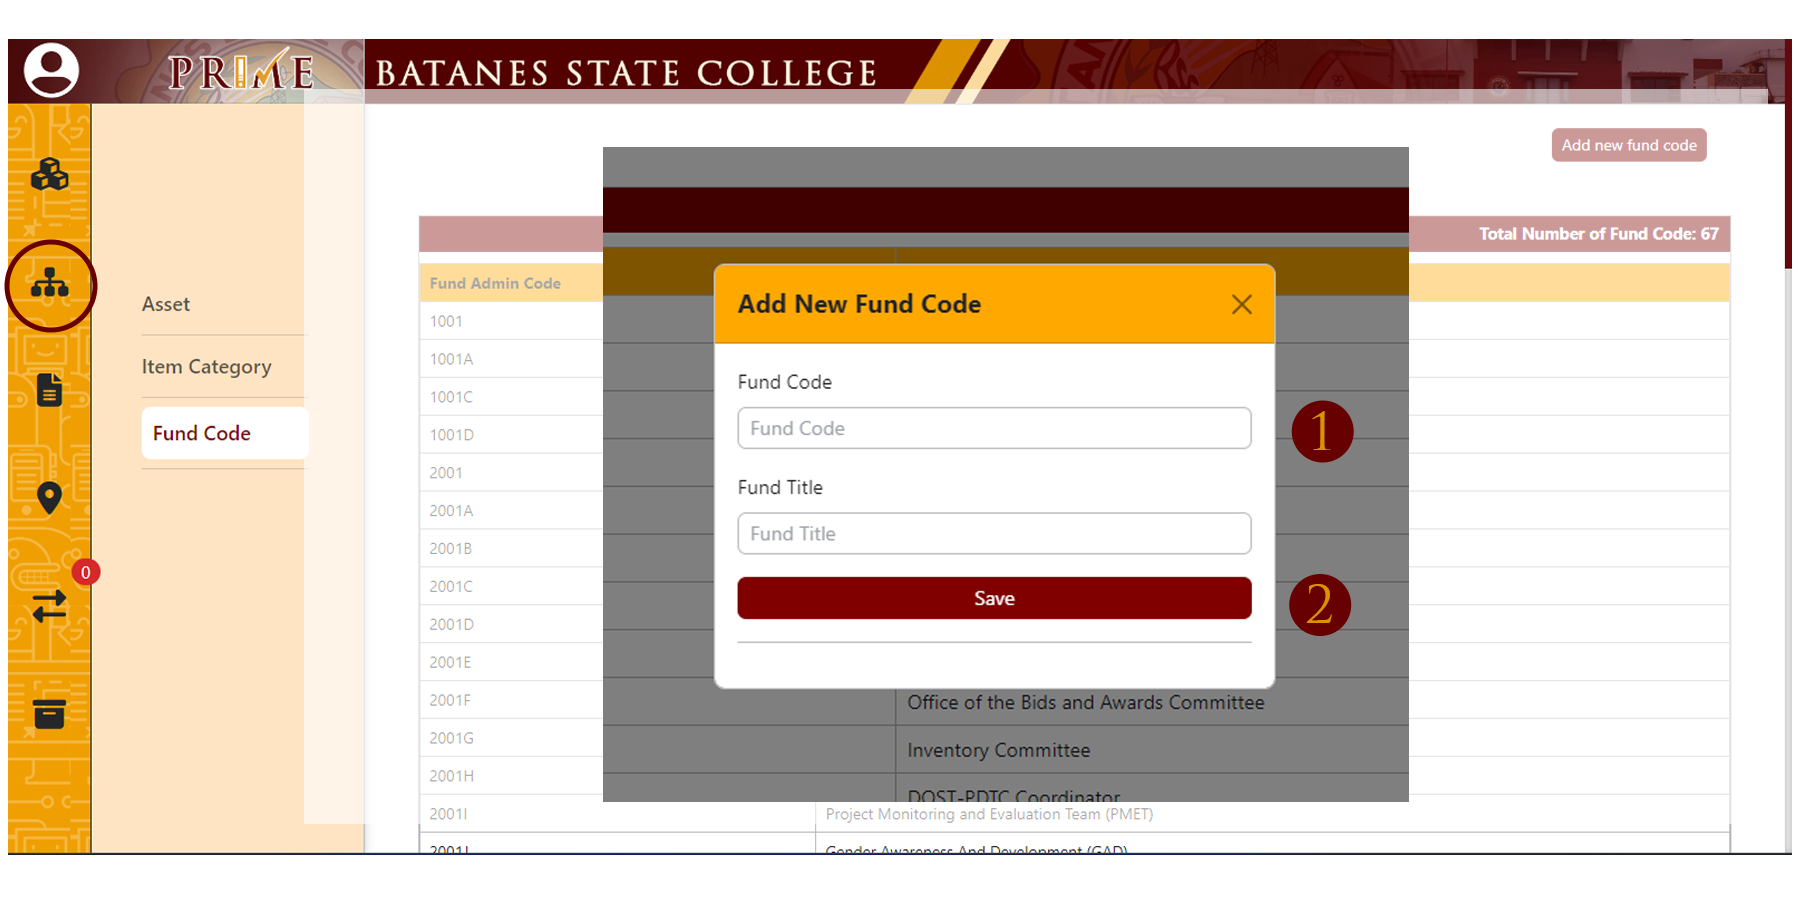 PRIME
BATANES STATE COLLEGE
Add new fund code
Total Number of Fund Code: 67
Fund Admin Code
Asset
Item Category
Fund Code
1001
1001A
1001C
1001D
2001
2001A
2001B
2001C
2001D
2001E
2001F
2001G
2001H
2001I
Project Monitoring and Evaluation Team (PMET)
2001J
Gender Awareness And Development (GAD)
0
Add New Fund Code
Fund Code
Fund Code
1
Fund Title
Fund Title
Save
2
Office of the Bids and Awards Committee
Inventory Committee
DOST-PDTC Coordinator